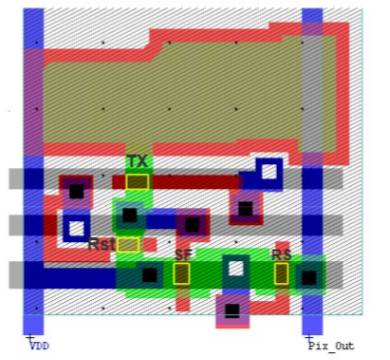 TX
Rst
SF RS
VDD Pix_Out